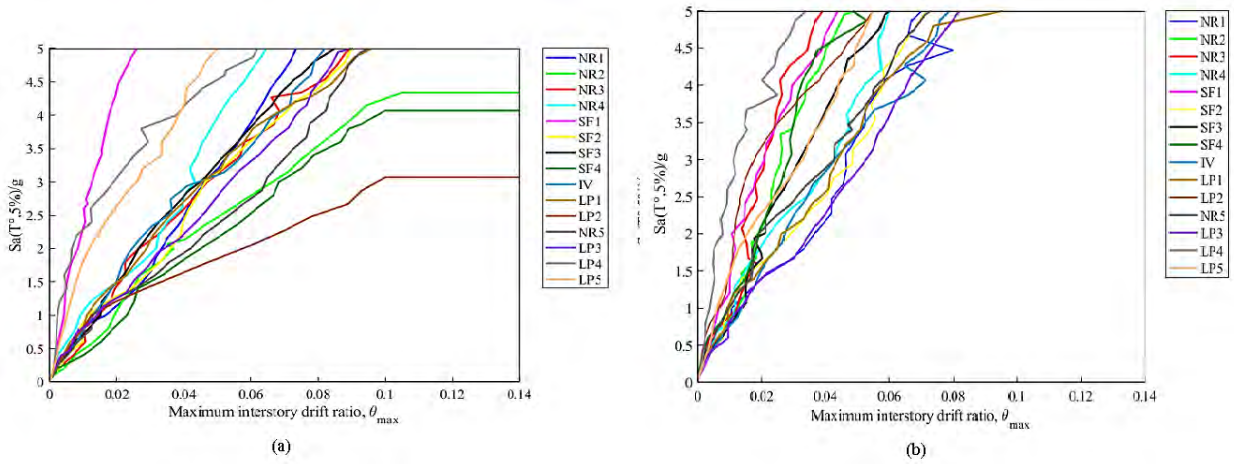 (a)
5
4.5
4
3.5
3
2.5
2
1.5
1
0.5
0
Sa(T°,5%)/g
0 0.02 0.04 0.06 0.08 0.1 0.12 0.14
Maximum interstory drift ratio, θmax
NR1
NR2
NR3
NR4
SF1
SF2
SF3
SF4
IV
LP1
LP2
NR5
LP3
LP4
LP5
(a)
(b)
5
4.5
4
3.5
3
2.5
2
1.5
1
0.5
0
Sa(T°,5%)/g
0 0.02 0.04 0.06 0.08 0.1 0.12 0.14
Maximum interstory drift ratio, θmax
NR1
NR2
NR3
NR4
SF1
SF2
SF3
SF4
IV
LP1
LP2
NR5
LP3
LP4
LP5
(b)